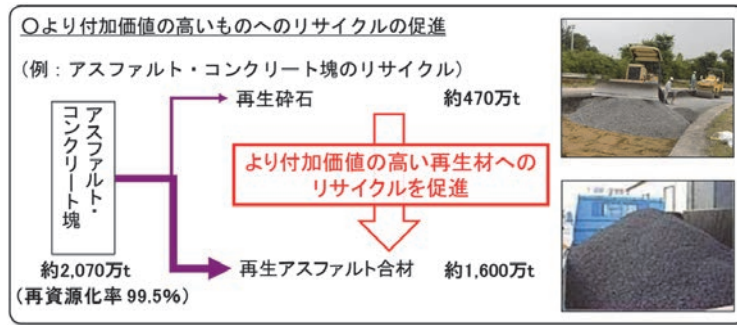 ○より付加価値の高いものへのリサイクルの促進
(例：アスファルト・コンクリート塊のリサイクル)
アスファルト・
コンクリート塊
約2,070万t
(再資源化率 99.5%)
再生砕石 約470万t
より付加価値の高い再生材への
リサイクルを促進
再生アスファルト合材 約1,600万t